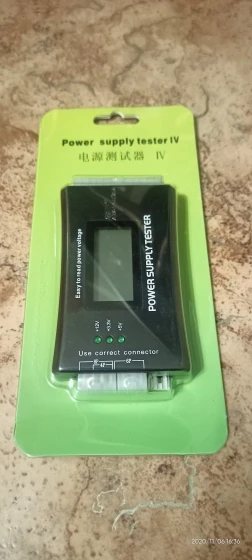 Power supply tester IV
电源测试器 IV
Easy to read power voltage
POWER SUPPLY TESTER
+12V
+3.3V
+5V
Use correct connector
2020/11/06 16:36